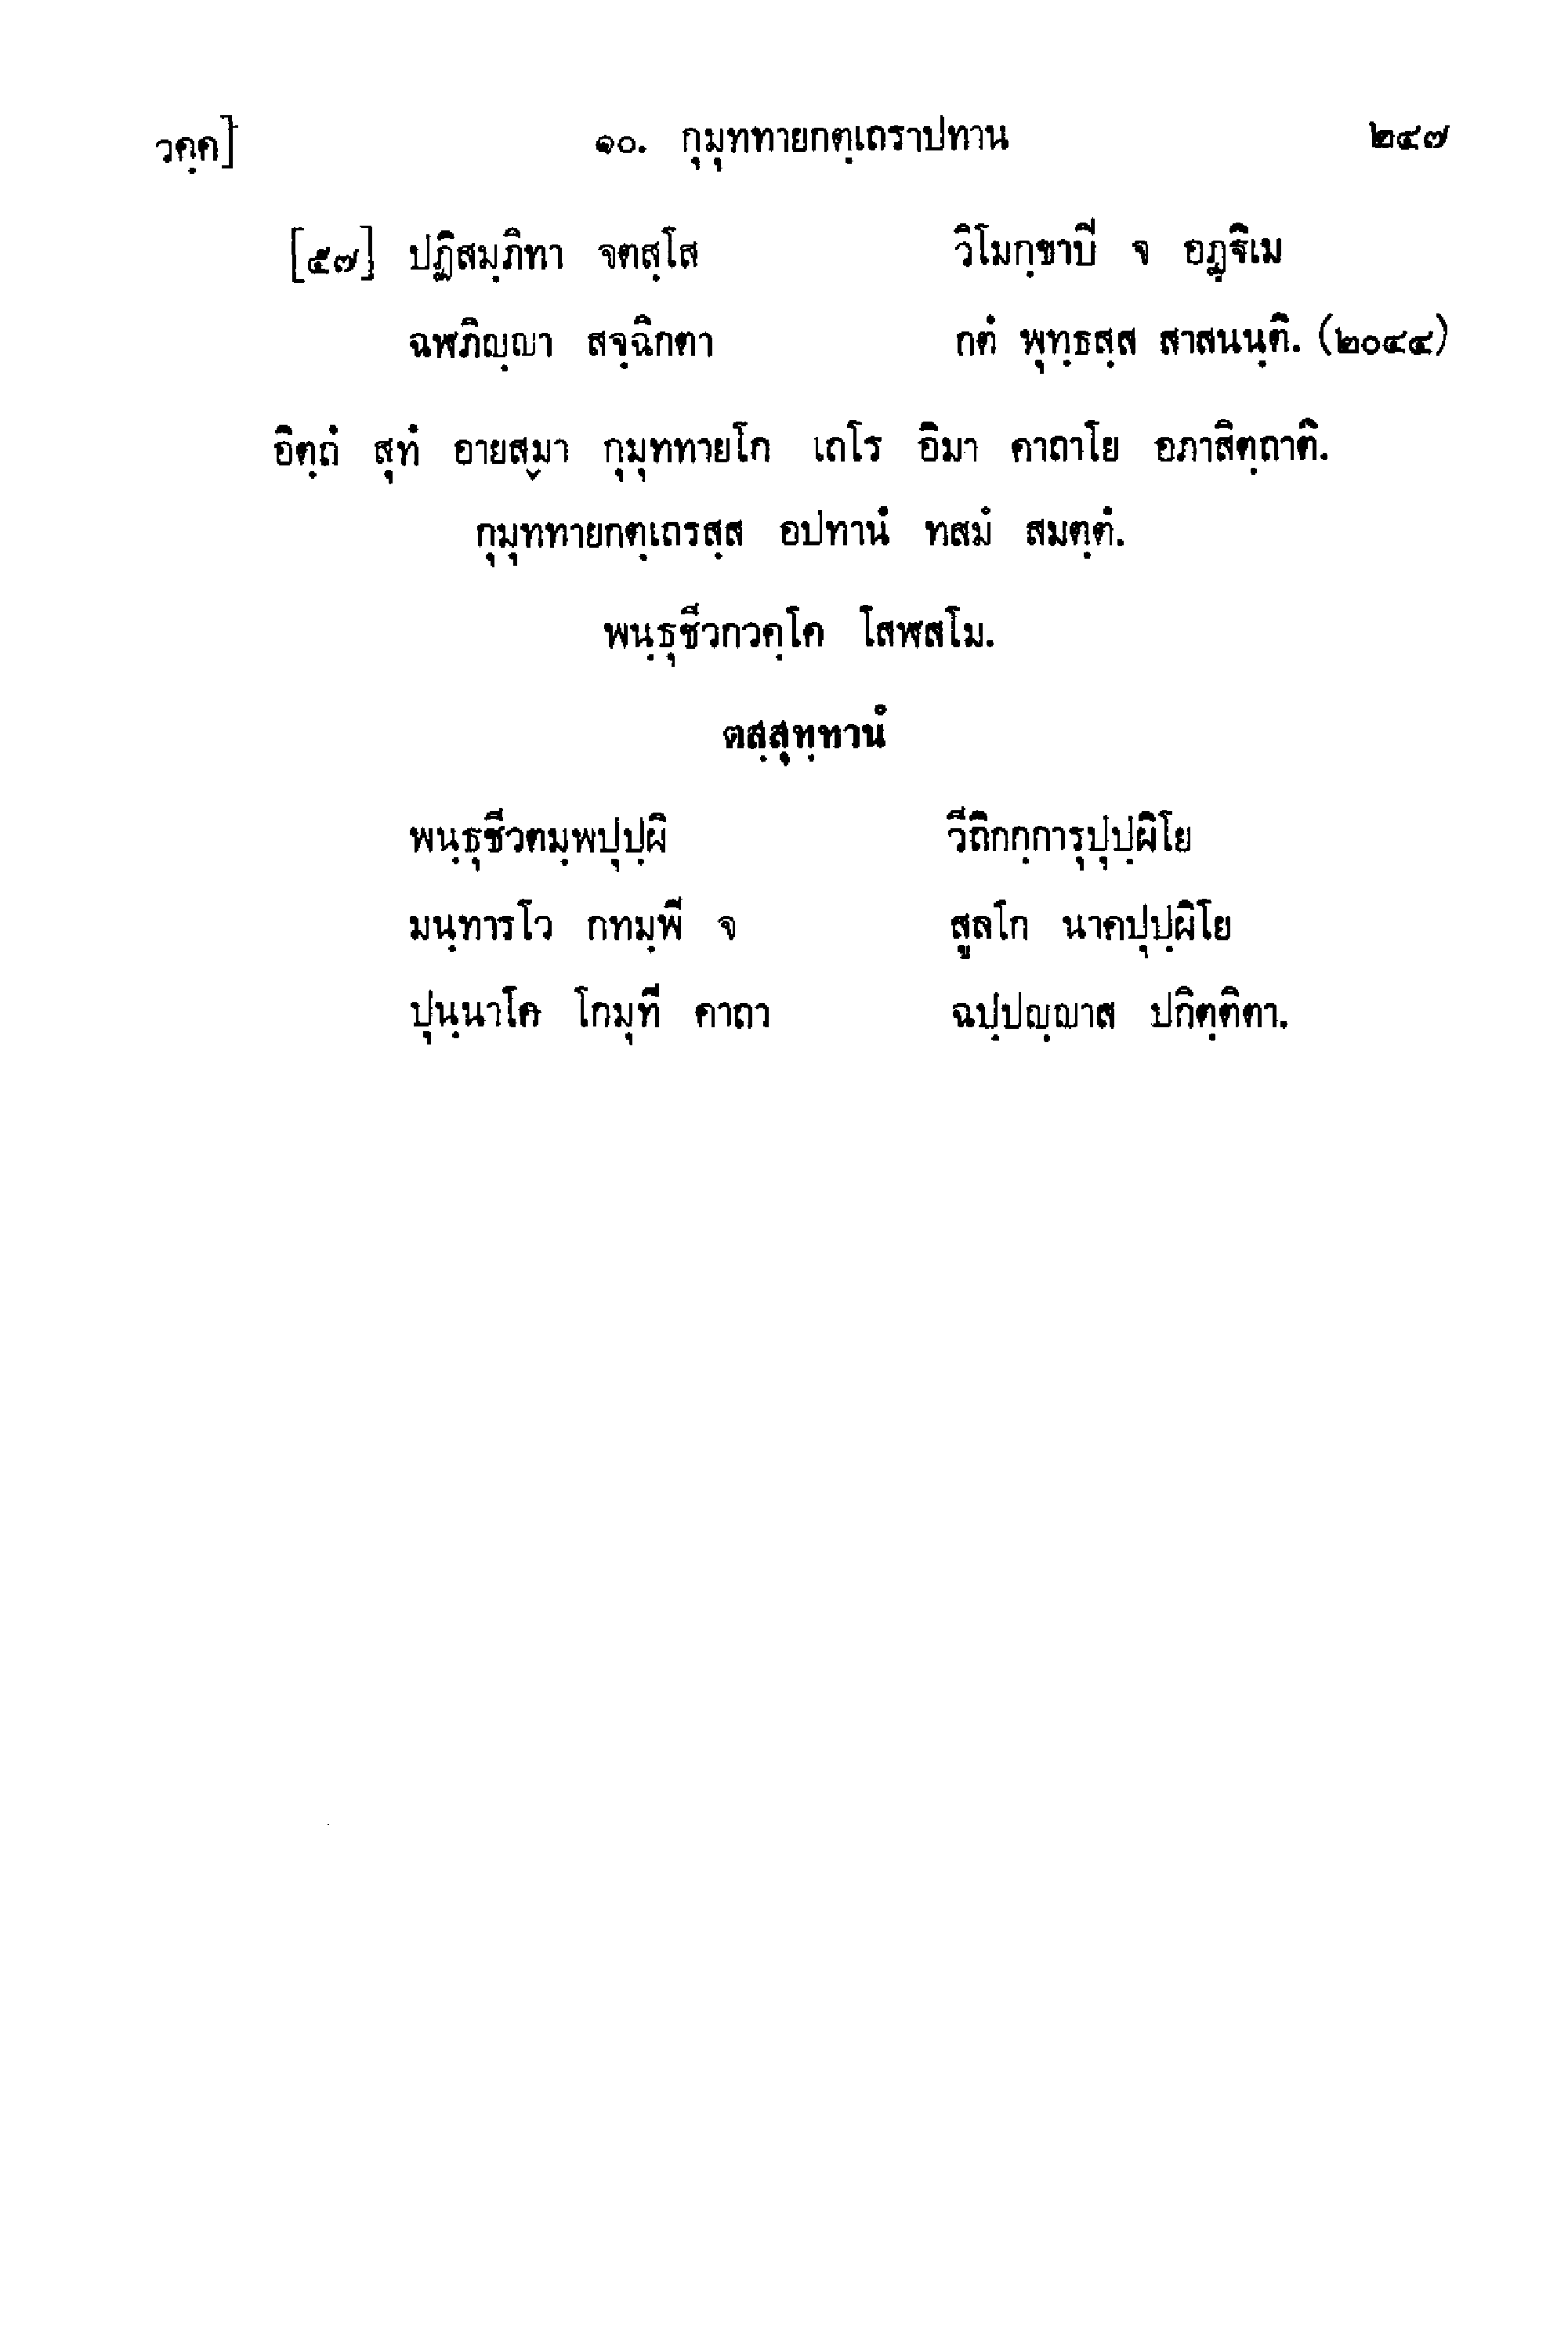 วคฺค] ๑๐. กุมุททายกตฺเถราปทาน ๒๔๗
[๕๗] ปฏิสมฺภิทา จตสฺโส วิโมกฺขาปิ จ อฏฺฐิเม
ฉฬภิญฺญา สจฺฉิกตา กตํ พุทฺธสฺส สาสนนฺติ. (๒๐๔๔)
อิตฺถํ สุทํ อายสฺมา กุมุททายโก เถโร อิมา คาถาโย อภาสิตฺถาติ.
กุมุททายกตฺเถรสฺส อปทานํ ทสมํ สมตฺตํ.
พนฺธุชีวกวคฺโค โสฬสโม.
ตสฺสุทฺทานํ
พนฺธุชีวตมฺพปุปฺผิ วีถิกกฺการุปุปฺผิโย
มนฺทารโว กทมฺพี จ สูลโก นาคปุปฺผิโย
ปุนฺนาโค โกมุที คาถา ฉปฺปญฺญาส ปกิตฺติตา.